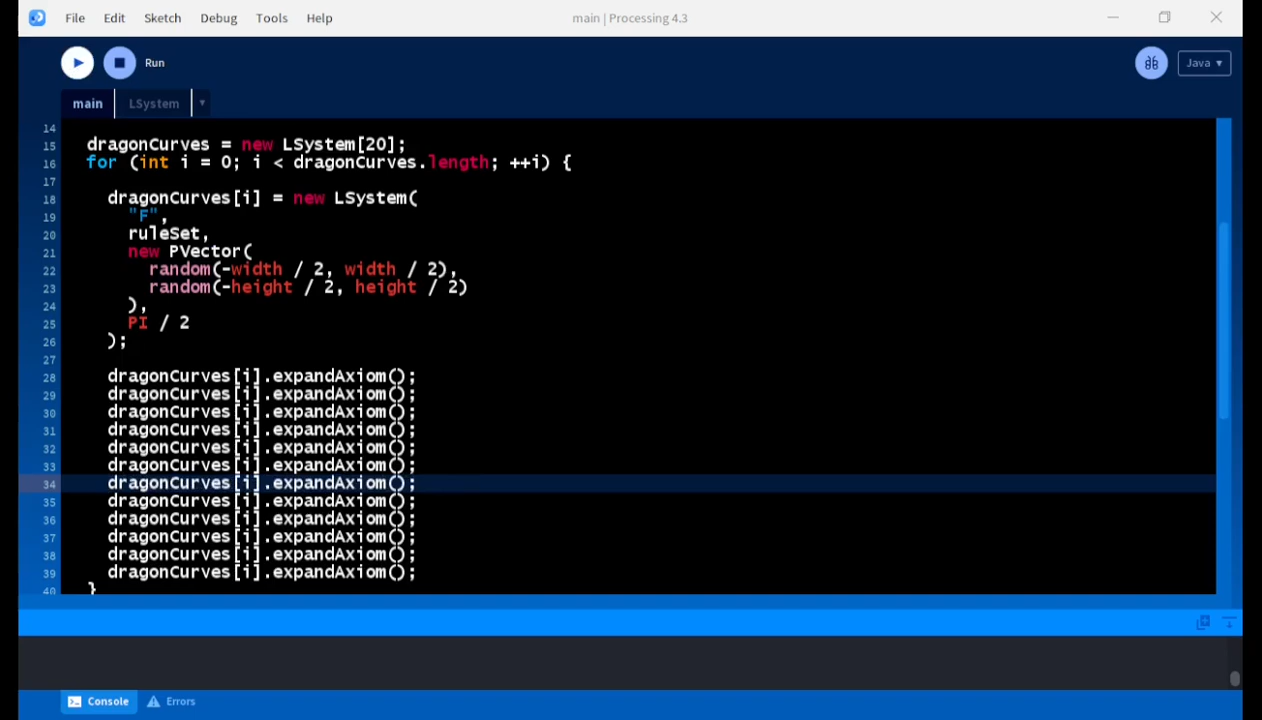 File Edit Sketch Debug Tools Help main | Processing 4.3
Run Java ▾
main LSystem ▾
14
15 dragonCurves = new LSystem[20];
16 for (int i = 0; i < dragonCurves.length; ++i) {
17
18 dragonCurves[i] = new LSystem(
19 "F",
20 ruleSet,
21 new PVector(
22 random(-width / 2, width / 2),
23 random(-height / 2, height / 2)
24 ),
25 PI / 2
26 );
27
28 dragonCurves[i].expandAxiom();
29 dragonCurves[i].expandAxiom();
30 dragonCurves[i].expandAxiom();
31 dragonCurves[i].expandAxiom();
32 dragonCurves[i].expandAxiom();
33 dragonCurves[i].expandAxiom();
34 dragonCurves[i].expandAxiom();
35 dragonCurves[i].expandAxiom();
36 dragonCurves[i].expandAxiom();
37 dragonCurves[i].expandAxiom();
38 dragonCurves[i].expandAxiom();
39 dragonCurves[i].expandAxiom();
40 }
Console Errors